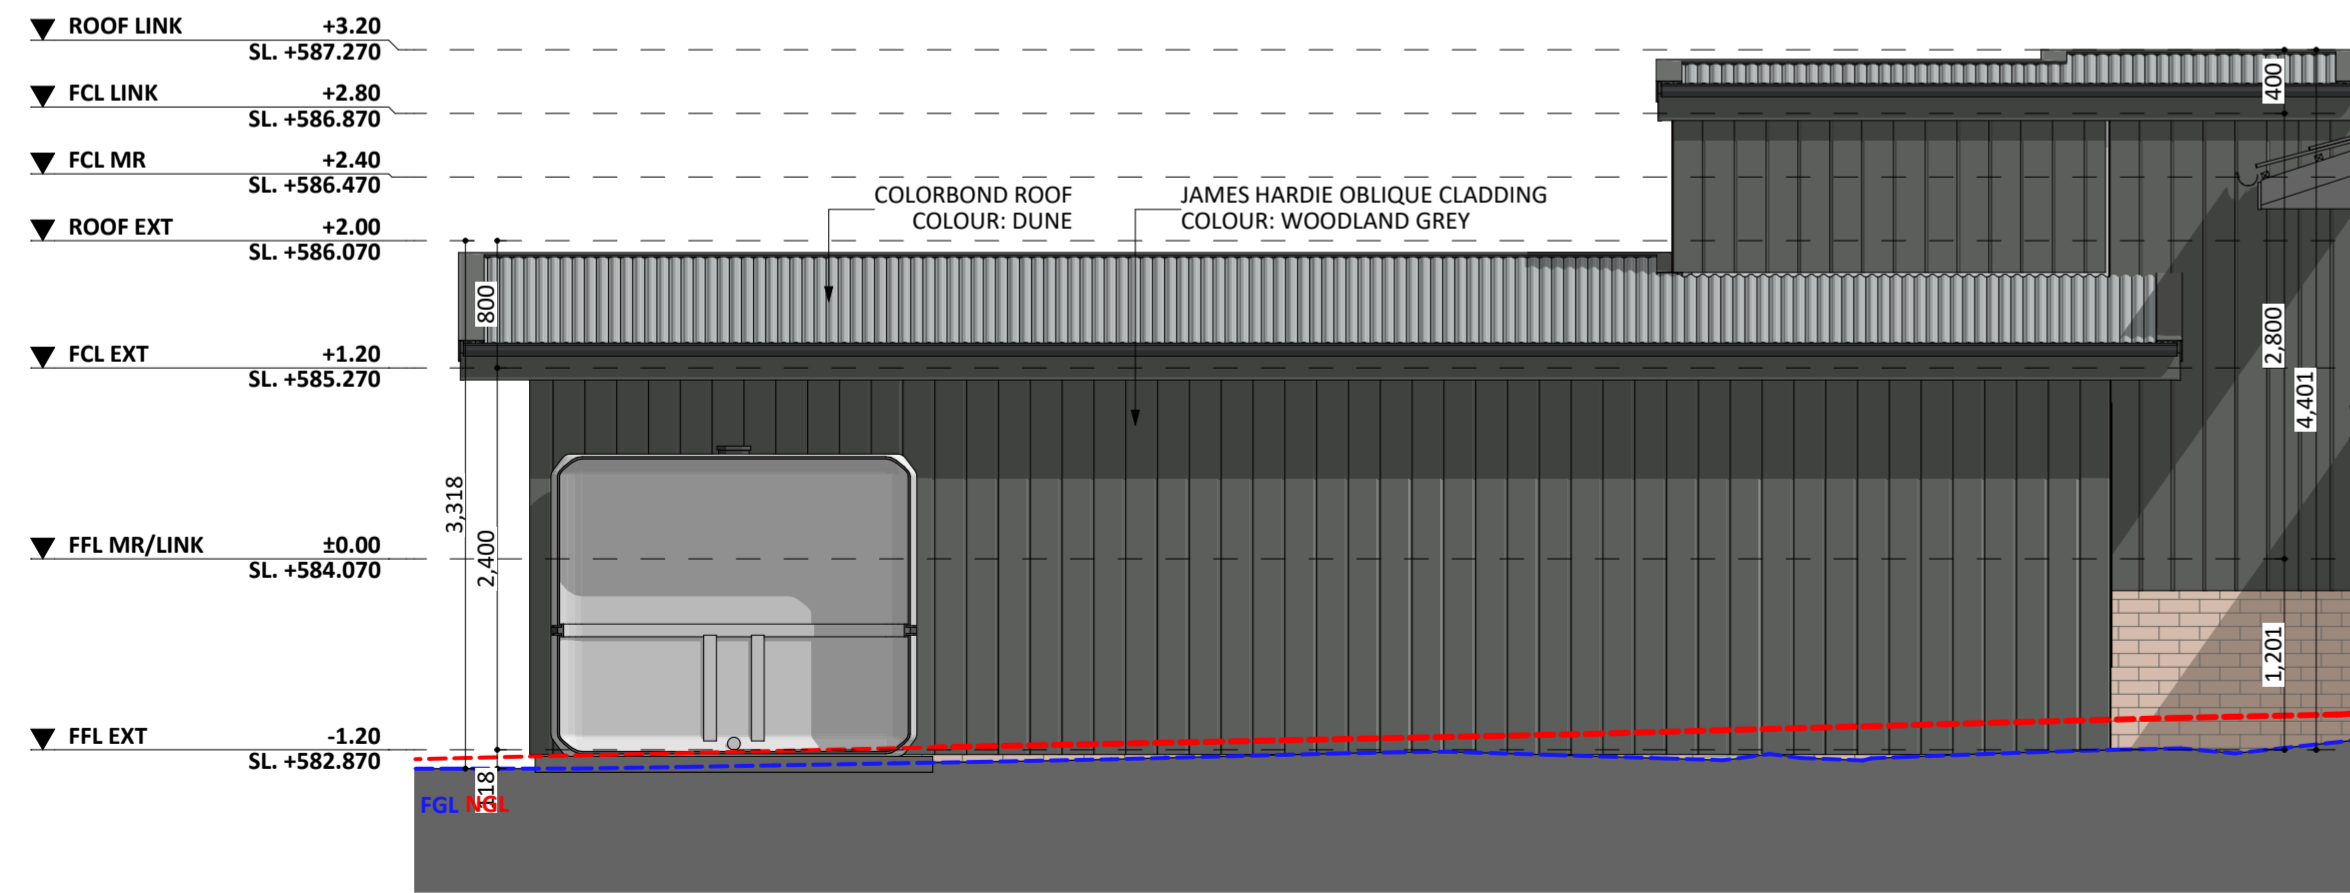 ROOF LINK +3.20
SL. +587.270
FCL LINK +2.80
SL. +586.870
FCL MR +2.40
SL. +586.470
ROOF EXT +2.00
SL. +586.070
FCL EXT +1.20
SL. +585.270
FFL MR/LINK ±0.00
SL. +584.070
FFL EXT -1.20
SL. +582.870
COLORBOND ROOF
COLOUR: DUNE
JAMES HARDIE OBLIQUE CLADDING
COLOUR: WOODLAND GREY
800
3,318
2,400
400
2,800
4,401
1,201
FGL NGL